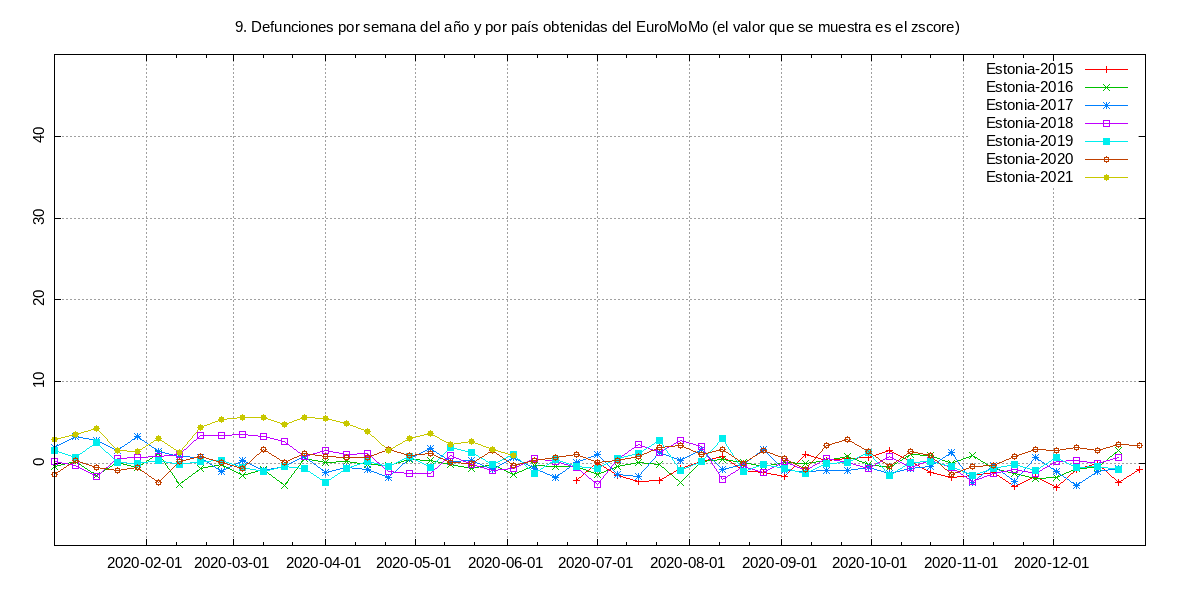 9. Defunciones por semana del año y por país obtenidas del EuroMoMo (el valor que se muestra es el zscore)
Estonia-2015
Estonia-2016
Estonia-2017
Estonia-2018
Estonia-2019
Estonia-2020
Estonia-2021
40
30
20
10
0
2020-02-01 2020-03-01 2020-04-01 2020-05-01 2020-06-01 2020-07-01 2020-08-01 2020-09-01 2020-10-01 2020-11-01 2020-12-01